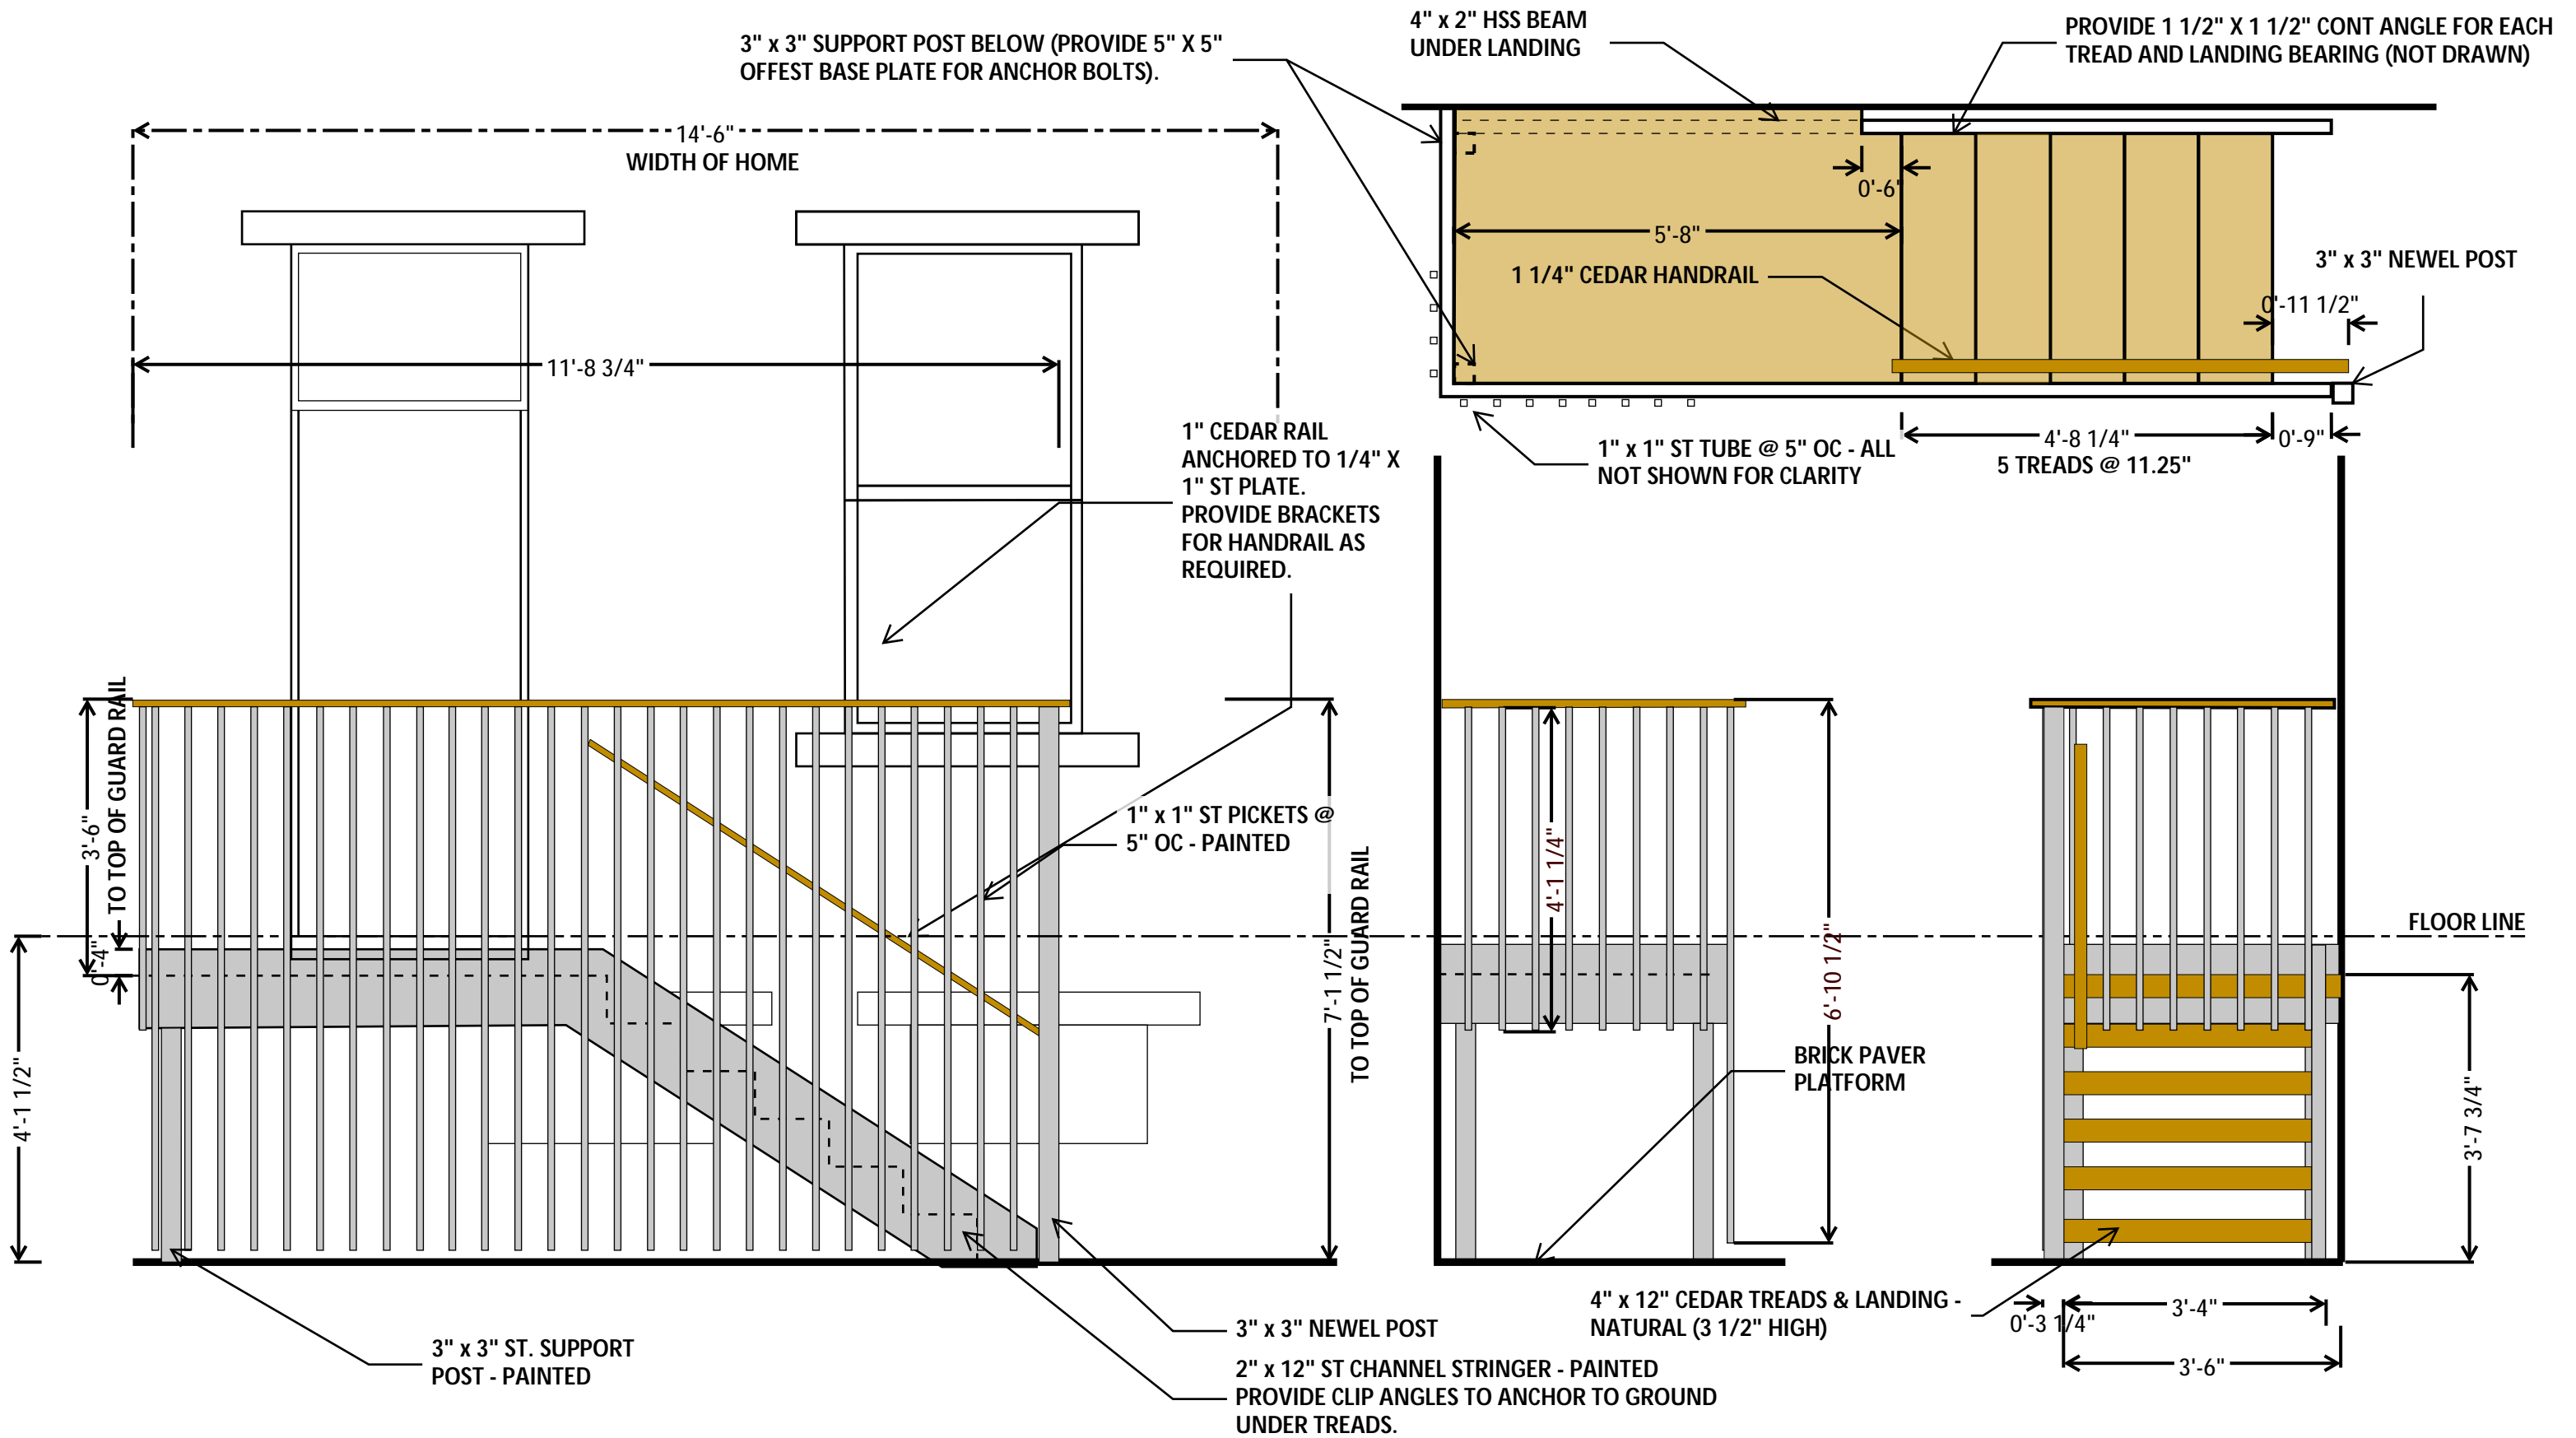 4" x 2" HSS BEAM
UNDER LANDING
PROVIDE 1 1/2" X 1 1/2" CONT ANGLE FOR EACH
TREAD AND LANDING BEARING (NOT DRAWN)
3" x 3" SUPPORT POST BELOW (PROVIDE 5" X 5"
OFFEST BASE PLATE FOR ANCHOR BOLTS).
14'-6"
WIDTH OF HOME
0'-6"
5'-8"
1 1/4" CEDAR HANDRAIL
3" x 3" NEWEL POST
0'-11 1/2"
11'-8 3/4"
1" CEDAR RAIL
ANCHORED TO 1/4" X
1" ST PLATE.
PROVIDE BRACKETS
FOR HANDRAIL AS
REQUIRED.
1" x 1" ST TUBE @ 5" OC - ALL
NOT SHOWN FOR CLARITY
4'-8 1/4"
0'-9"
5 TREADS @ 11.25"
3'-6"
TO TOP OF GUARD RAIL
0'-4"
4'-1 1/2"
1" x 1" ST PICKETS @
5" OC - PAINTED
7'-1 1/2"
TO TOP OF GUARD RAIL
4'-1 1/4"
6'-10 1/2"
FLOOR LINE
BRICK PAVER
PLATFORM
3'-7 3/4"
4" x 12" CEDAR TREADS & LANDING -
NATURAL (3 1/2" HIGH)
0'-3 1/4"
3'-4"
3'-6"
3" x 3" ST. SUPPORT
POST - PAINTED
3" x 3" NEWEL POST
2" x 12" ST CHANNEL STRINGER - PAINTED
PROVIDE CLIP ANGLES TO ANCHOR TO GROUND
UNDER TREADS.